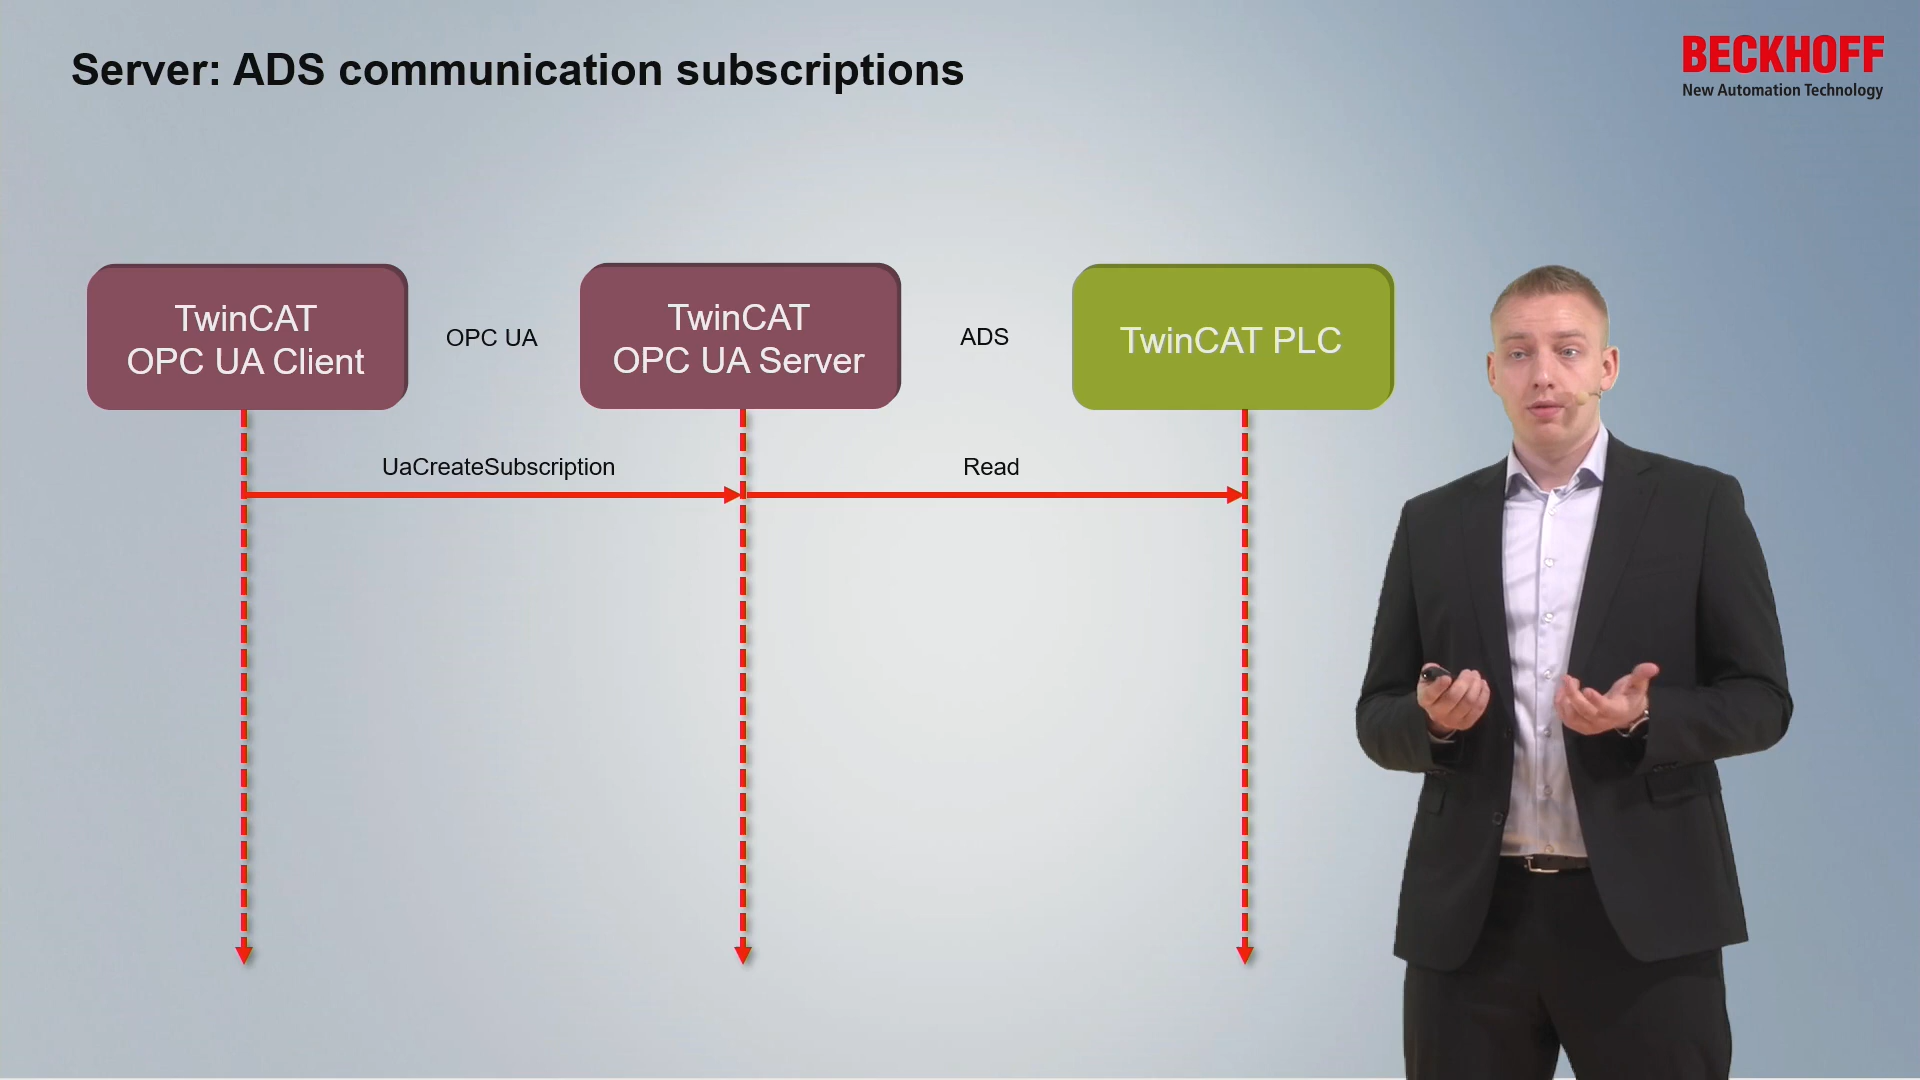 Server: ADS communication subscriptions
BECKHOFF
New Automation Technology
TwinCAT
OPC UA Client
OPC UA
TwinCAT
OPC UA Server
ADS
TwinCAT PLC
UaCreateSubscription
Read